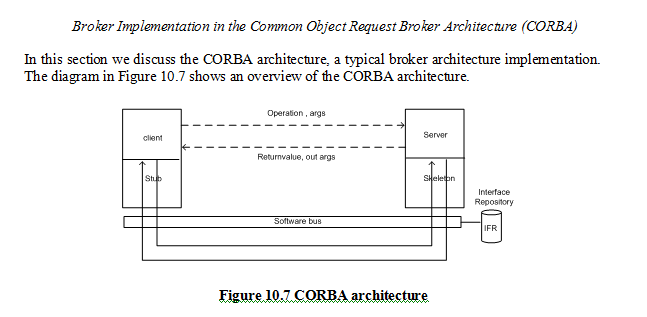 Broker Implementation in the Common Object Request Broker Architecture (CORBA)
In this section we discuss the CORBA architecture, a typical broker architecture implementation.
The diagram in Figure 10.7 shows an overview of the CORBA architecture.
Operation , args
client
Server
Returnvalue, out args
Stub
Skeleton
Interface
Repository
Software bus
IFR
Figure 10.7 CORBA architecture